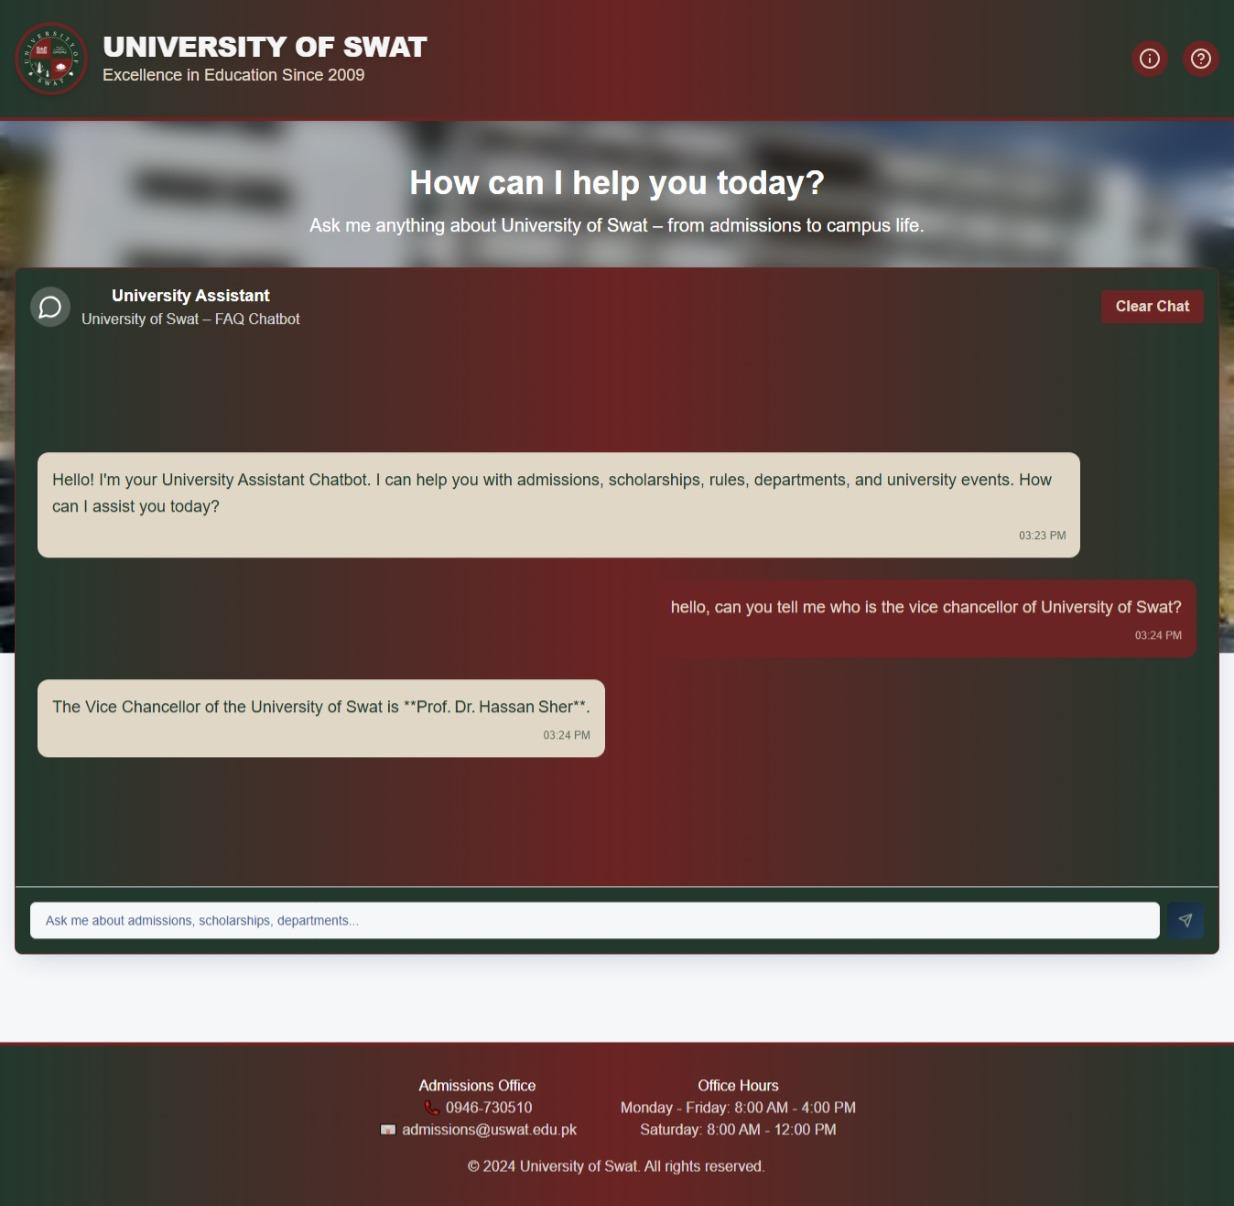 UNIVERSITY OF SWAT
Excellence in Education Since 2009
How can I help you today?
Ask me anything about University of Swat – from admissions to campus life.
University Assistant
University of Swat – FAQ Chatbot
Clear Chat
Hello! I'm your University Assistant Chatbot. I can help you with admissions, scholarships, rules, departments, and university events. How
can I assist you today?
03:23 PM
hello, can you tell me who is the vice chancellor of University of Swat?
03:24 PM
The Vice Chancellor of the University of Swat is **Prof. Dr. Hassan Sher**.
03:24 PM
Ask me about admissions, scholarships, departments...
Admissions Office
0946-730510
admissions@uswat.edu.pk
Office Hours
Monday - Friday: 8:00 AM - 4:00 PM
Saturday: 8:00 AM - 12:00 PM
© 2024 University of Swat. All rights reserved.